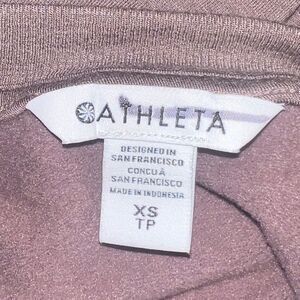 ATHLETA
DESIGNED IN
SAN FRANCISCO
CONÇU À
SAN FRANCISCO
MADE IN INDONESIA
XS
TP